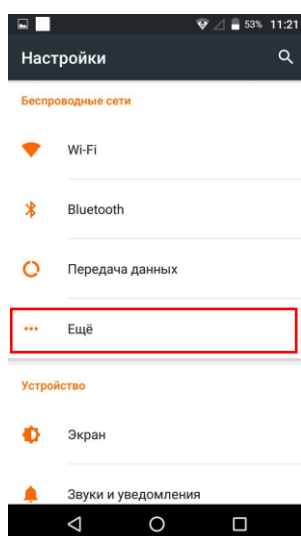 53% 11:21
Настройки
Беспроводные сети
Wi-Fi
Bluetooth
Передача данных
Ещё
Устройство
Экран
Звуки и уведомления